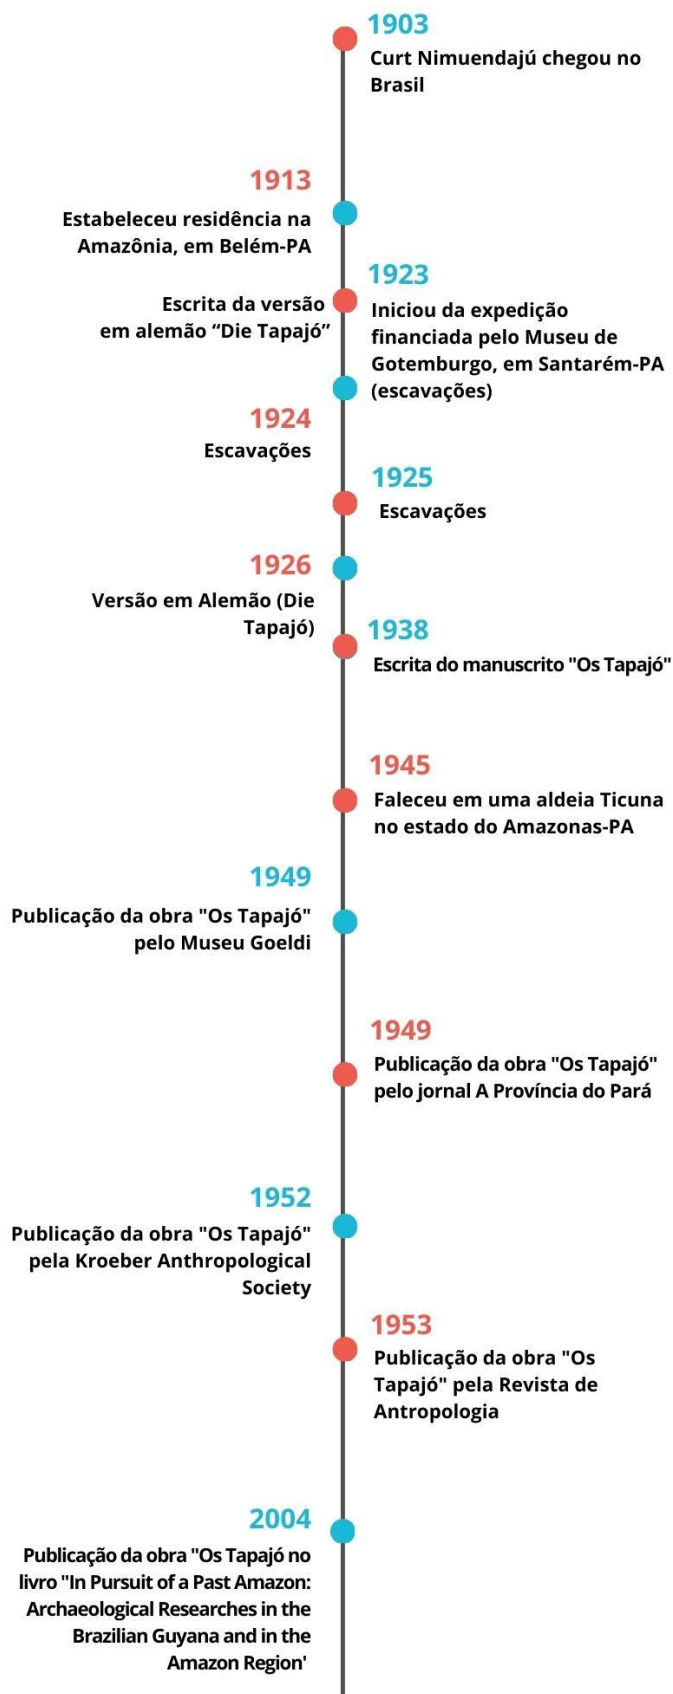 1903
Curt Nimuendajú chegou no
Brasil
1913
Estabeleceu residência na
Amazônia, em Belém-PA
1923
Iniciou da expedição
financiada pelo Museu de
Gotemburgo, em Santarém-PA
(escavações)
Escrita da versão
em alemão “Die Tapajó”
1924
Escavações
1925
Escavações
1926
Versão em Alemão (Die
Tapajó)
1938
Escrita do manuscrito "Os Tapajó"
1945
Faleceu em uma aldeia Ticuna
no estado do Amazonas-PA
1949
Publicação da obra "Os Tapajó"
pelo Museu Goeldi
1949
Publicação da obra "Os Tapajó"
pelo jornal A Província do Pará
1952
Publicação da obra "Os Tapajó"
pela Kroeber Anthropological
Society
1953
Publicação da obra "Os
Tapajó" pela Revista de
Antropologia
2004
Publicação da obra "Os Tapajó no
livro "In Pursuit of a Past Amazon:
Archaeological Researches in the
Brazilian Guyana and in the
Amazon Region'